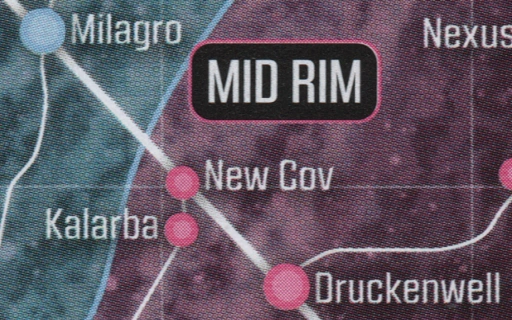 Milagro
Nexus
MID RIM
New Cov
Kalarba
Druckenwell